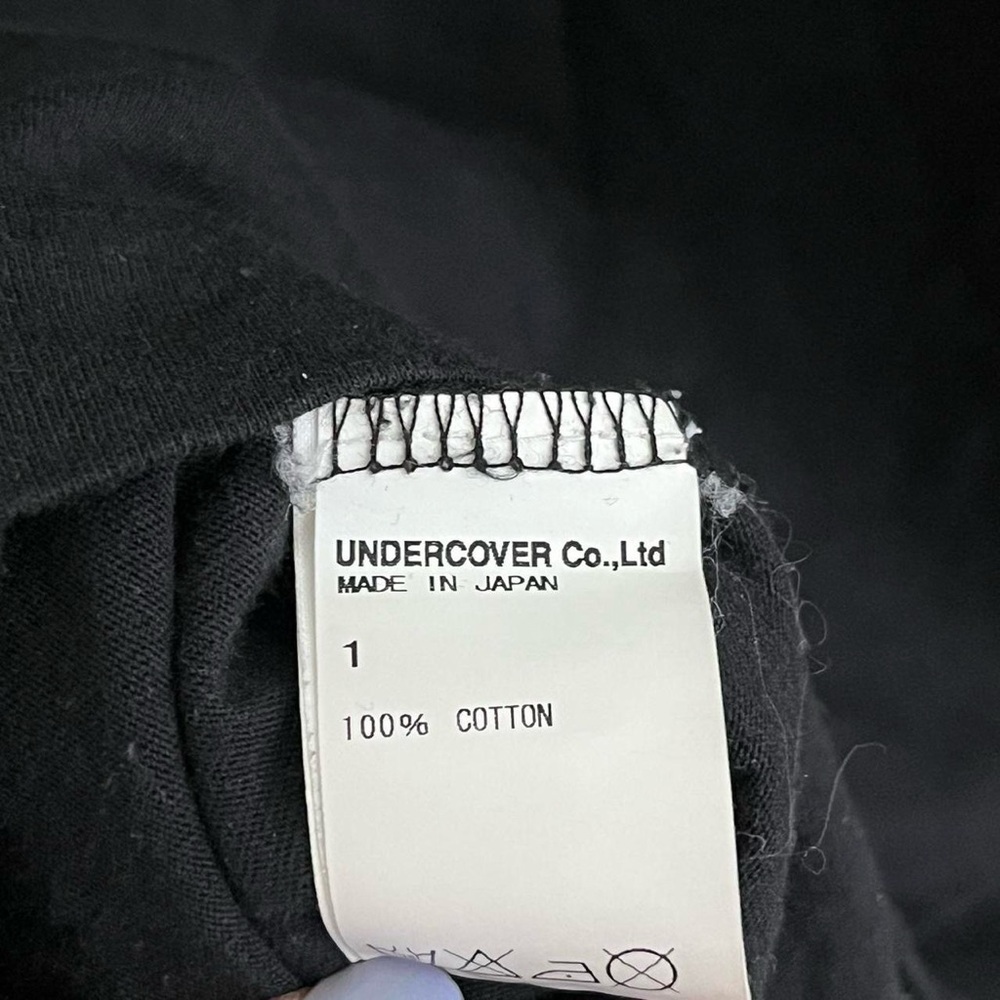 UNDERCOVER Co.,Ltd
MADE IN JAPAN
1
100% COTTON